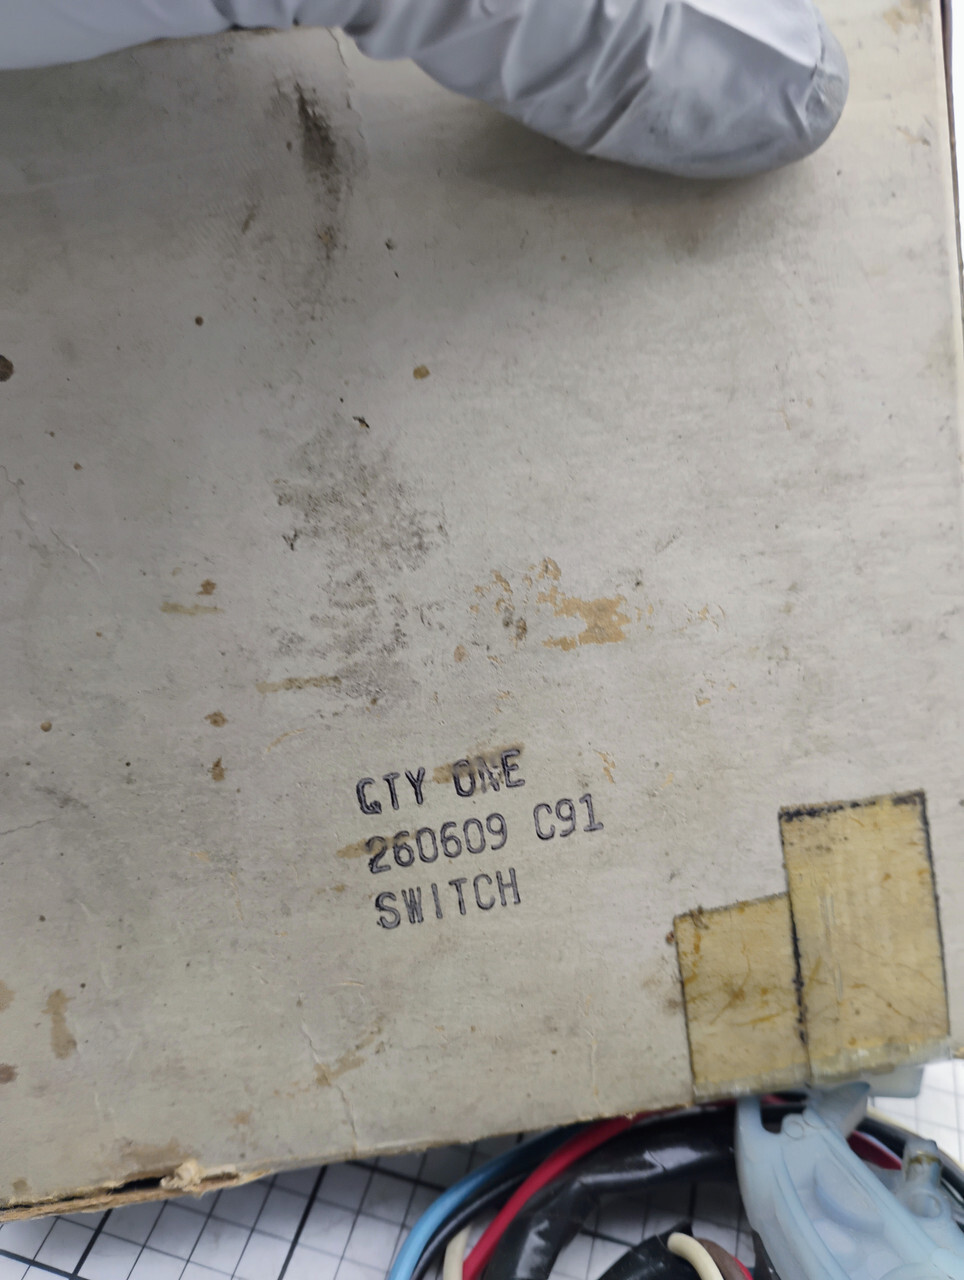 QTY ONE
260609 C91
SWITCH